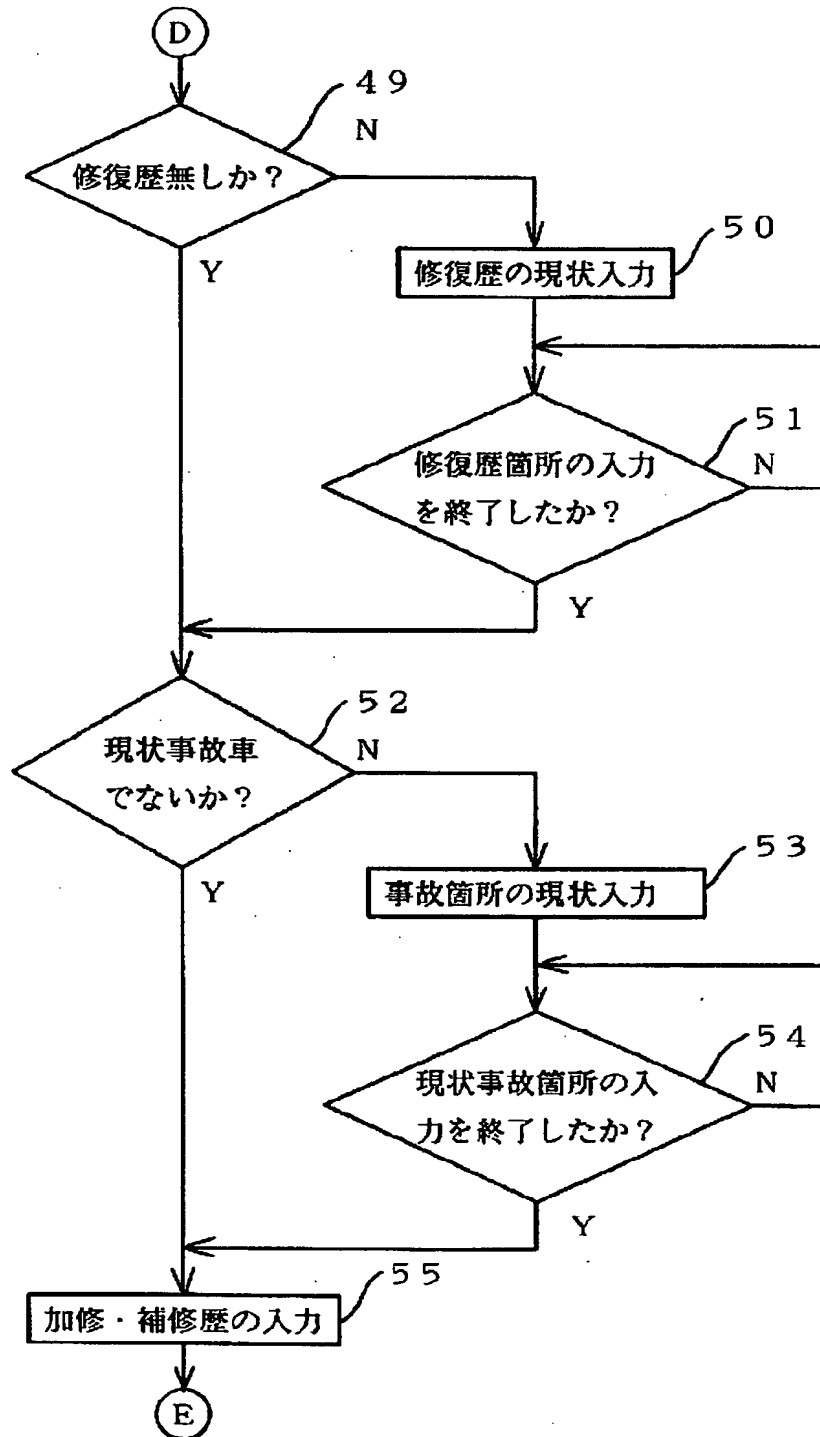 D
49
N
修復歴無しか？
50
Y
修復歴の現状入力
51
修復歴箇所の入力
N
を終了したか？
Y
52
現状事故車
N
でないか？
53
Y
事故箇所の現状入力
54
現状事故箇所の入
N
力を終了したか？
Y
55
加修・補修歴の入力
E